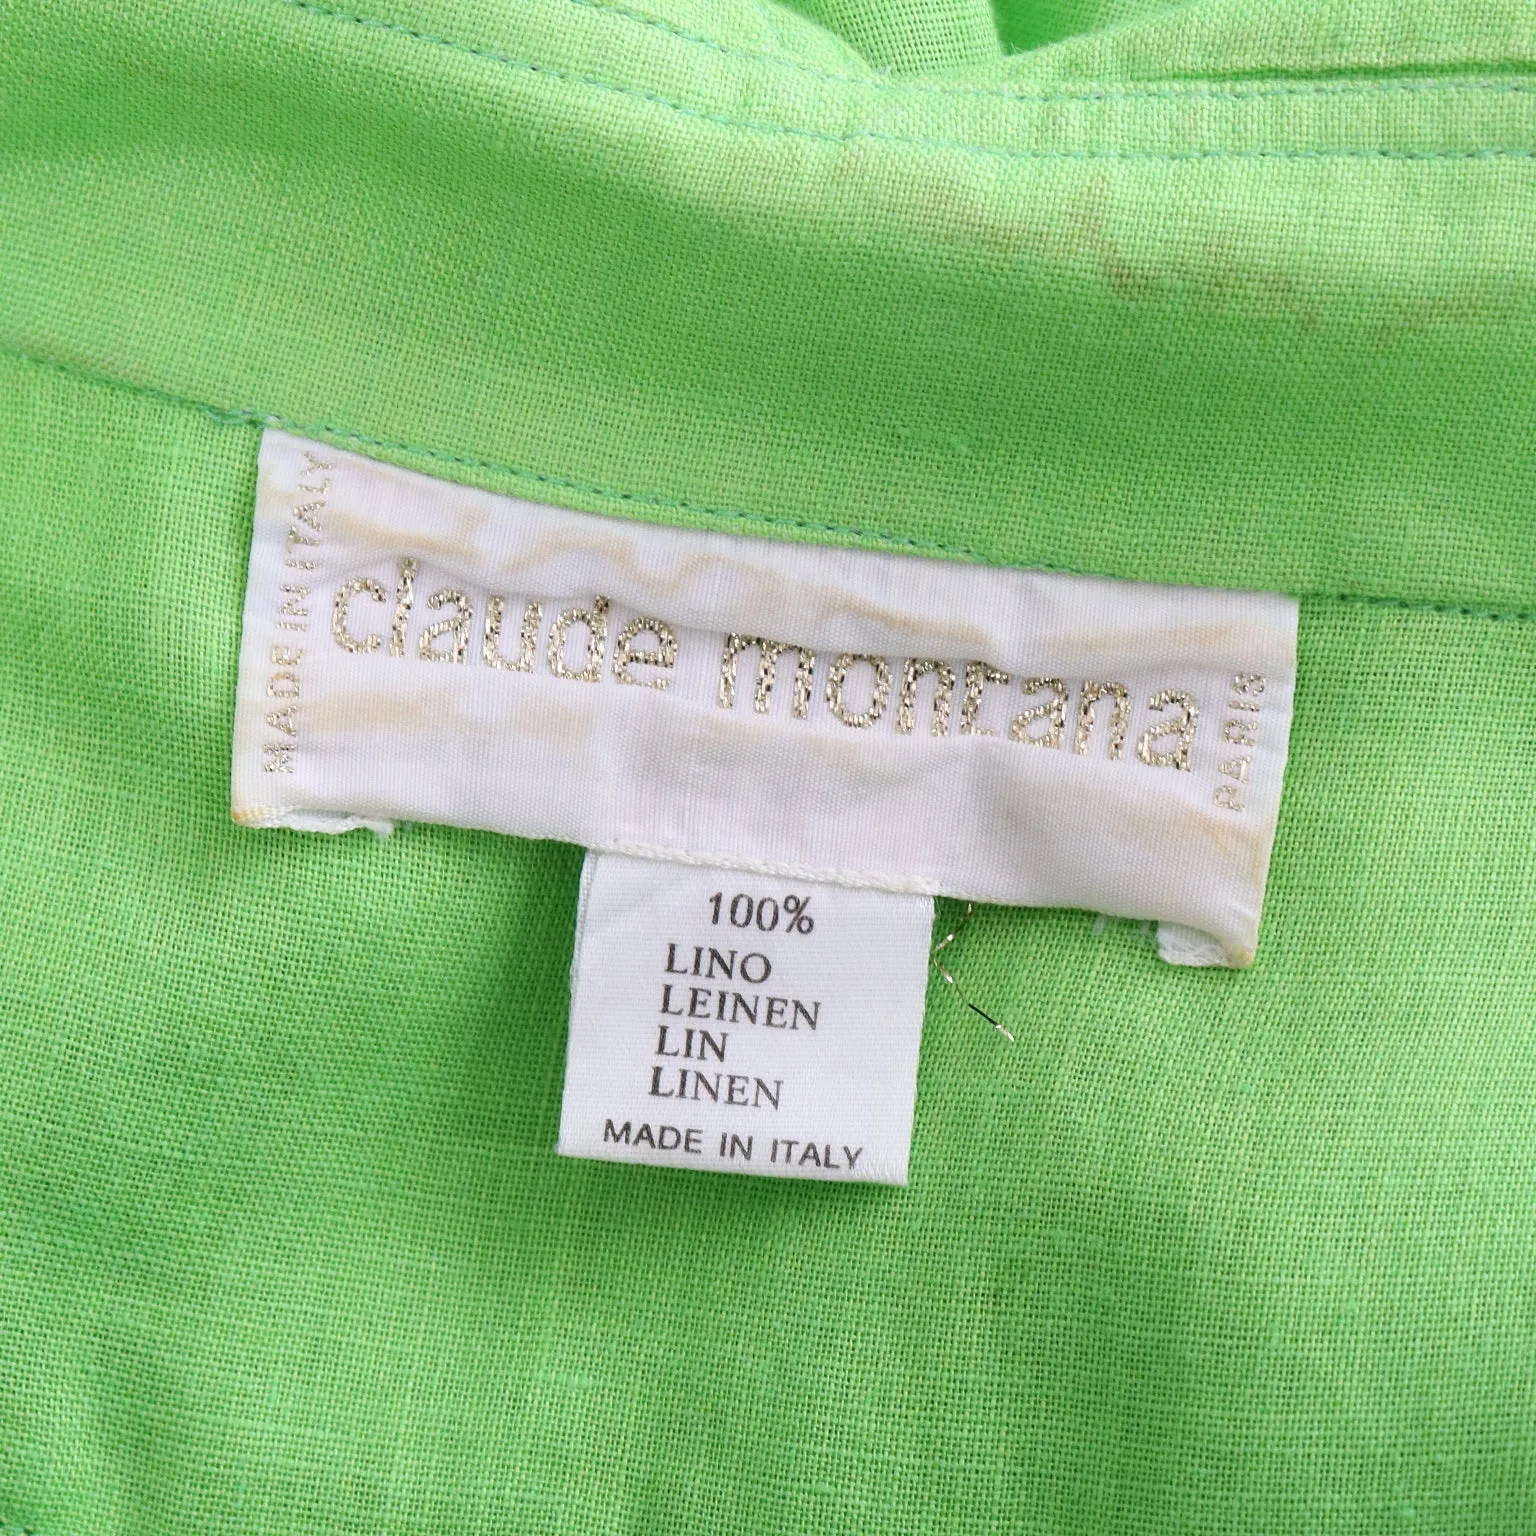 MADE IN ITALY
claude montana
PARIS
100%
LINO
LEINEN
LIN
LINEN
MADE IN ITALY